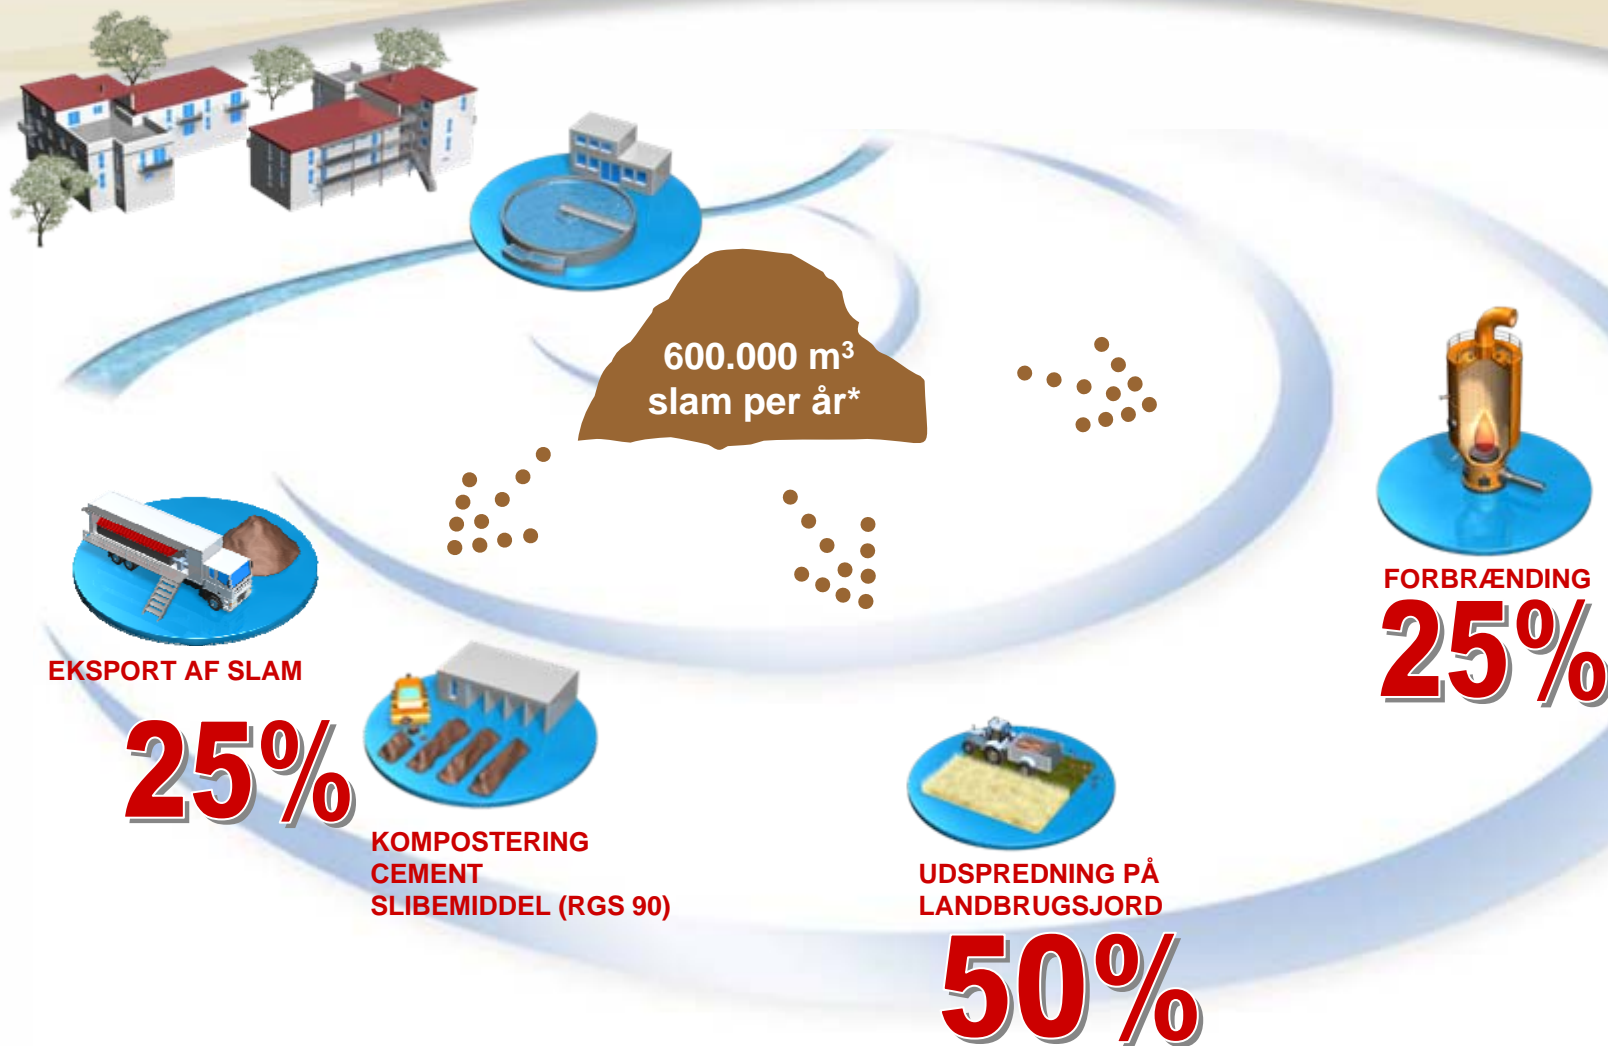 600.000 m³
slam per år*
FORBRÆNDING
25%
EKSPORT AF SLAM
25%
KOMPOSTERING
CEMENT
SLIBEMIDDEL (RGS 90)
UDSPREDNING PÅ
LANDBRUGSJORD
50%